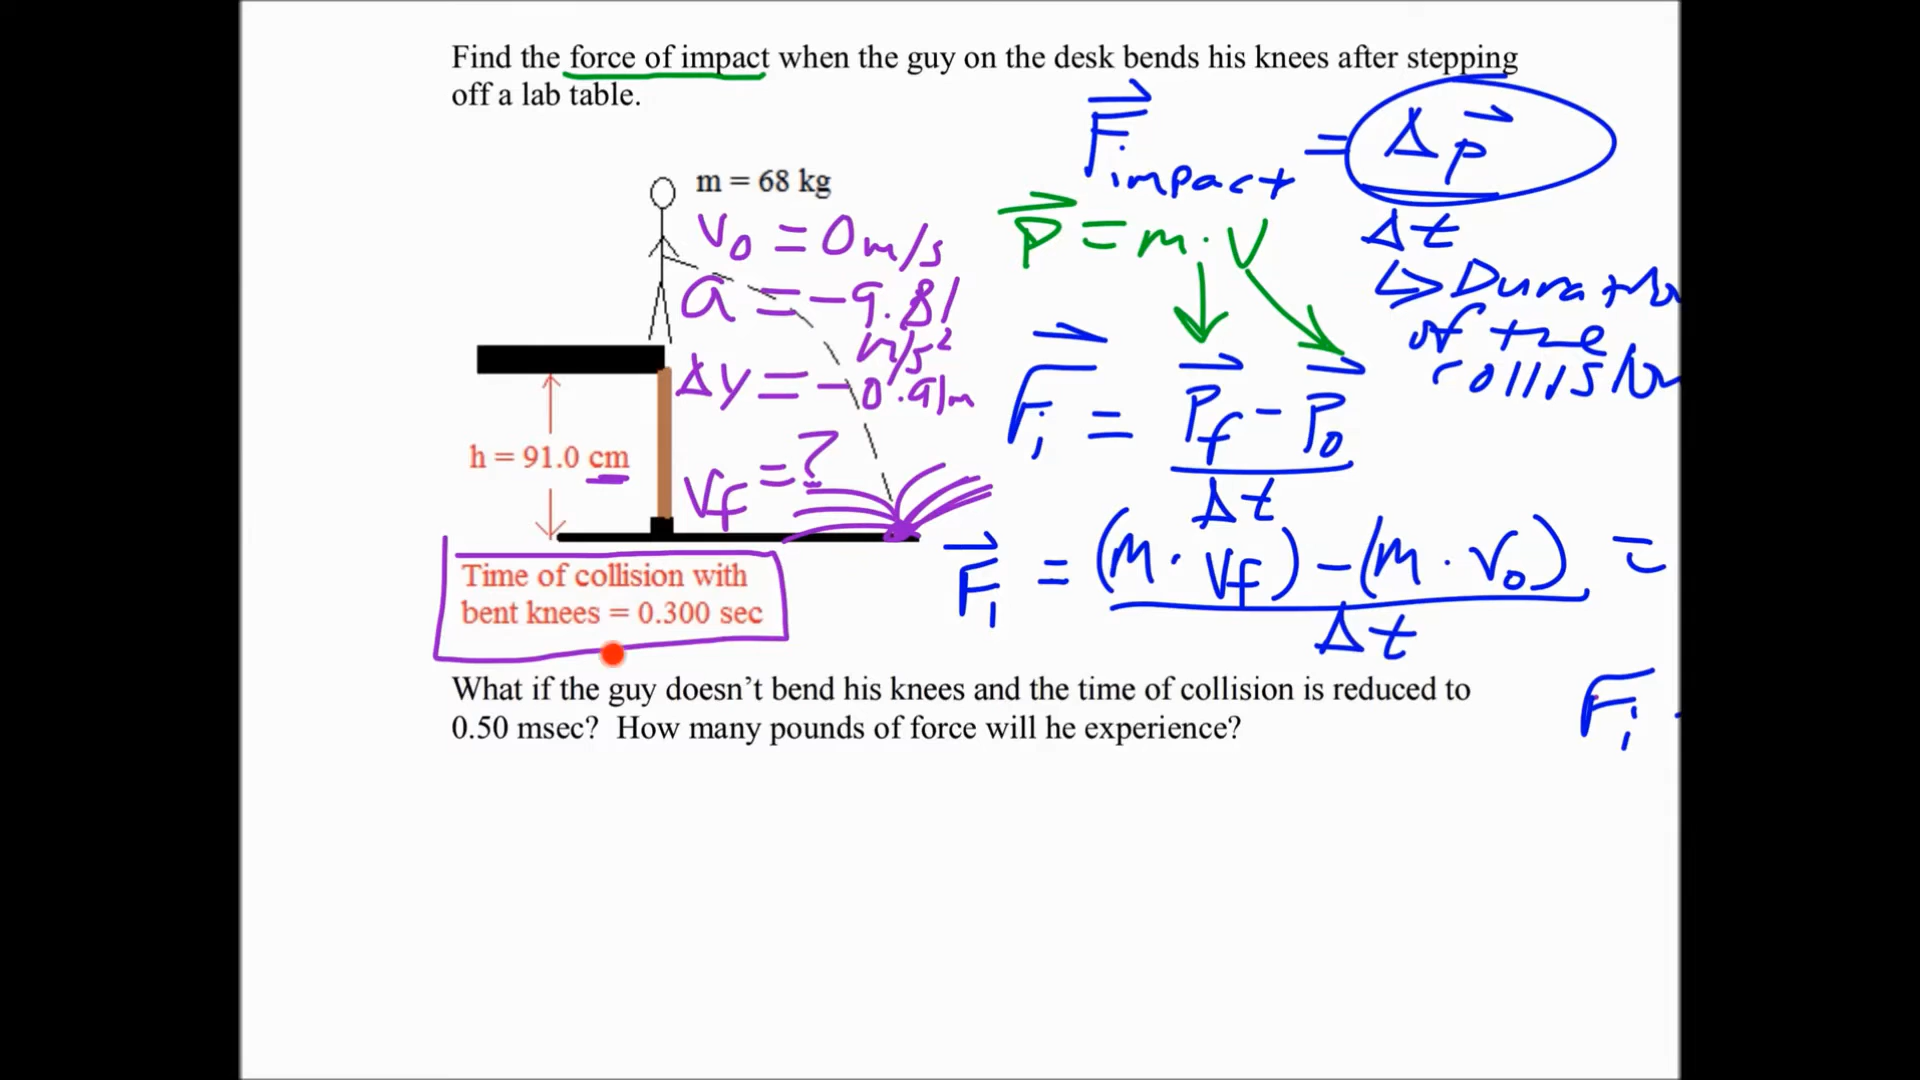 Find the force of impact when the guy on the desk bends his knees after stepping
off a lab table.
F impact = Δp
Δt
↳ Duration
of the
collision
m = 68 kg
v₀ = 0 m/s
a = -9.81
m/s²
Δy = -0.91m
Vf = ?
h = 91.0 cm
p = m · v
Fi = Pf - P₀
Δt
Fi = (m · Vf) - (m · V₀) =
Δt
Time of collision with
bent knees = 0.300 sec
Fi
What if the guy doesn’t bend his knees and the time of collision is reduced to
0.50 msec? How many pounds of force will he experience?